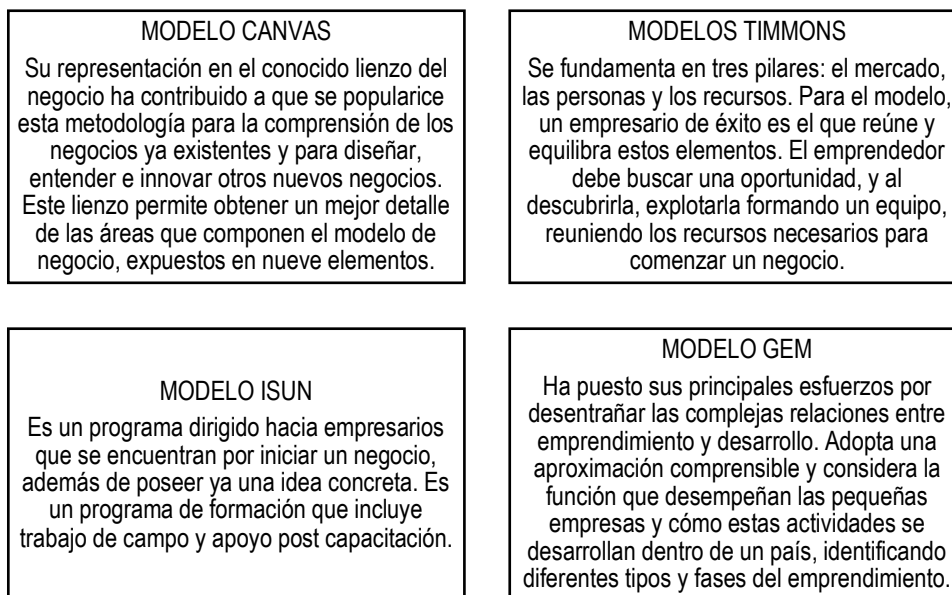 MODELO CANVAS
Su representación en el conocido lienzo del
negocio ha contribuido a que se popularice
esta metodología para la comprensión de los
negocios ya existentes y para diseñar,
entender e innovar otros nuevos negocios.
Este lienzo permite obtener un mejor detalle
de las áreas que componen el modelo de
negocio, expuestos en nueve elementos.
MODELOS TIMMONS
Se fundamenta en tres pilares: el mercado,
las personas y los recursos. Para el modelo,
un empresario de éxito es el que reúne y
equilibra estos elementos. El emprendedor
debe buscar una oportunidad, y al
descubrirla, explotarla formando un equipo,
reuniendo los recursos necesarios para
comenzar un negocio.
MODELO ISUN
Es un programa dirigido hacia empresarios
que se encuentran por iniciar un negocio,
además de poseer ya una idea concreta. Es
un programa de formación que incluye
trabajo de campo y apoyo post capacitación.
MODELO GEM
Ha puesto sus principales esfuerzos por
desentrañar las complejas relaciones entre
emprendimiento y desarrollo. Adopta una
aproximación comprensible y considera la
función que desempeñan las pequeñas
empresas y cómo estas actividades se
desarrollan dentro de un país, identificando
diferentes tipos y fases del emprendimiento.